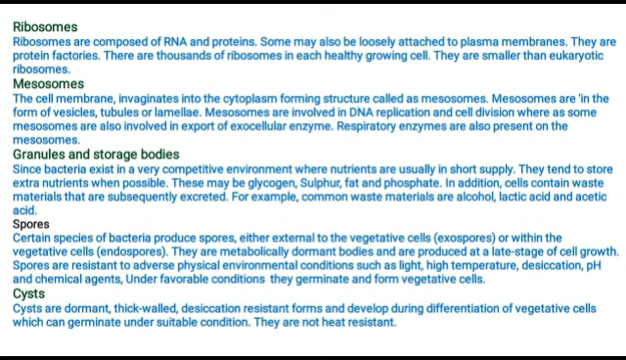 Ribosomes
Ribosomes are composed of RNA and proteins. Some may also be loosely attached to plasma membranes. They are
protein factories. There are thousands of ribosomes in each healthy growing cell. They are smaller than eukaryotic
ribosomes.
Mesosomes
The cell membrane, invaginates into the cytoplasm forming structure called as mesosomes. Mesosomes are 'in the
form of vesicles, tubules or lamellae. Mesosomes are involved in DNA replication and cell division where as some
mesosomes are also involved in export of exocellular enzyme. Respiratory enzymes are also present on the
mesosomes.
Granules and storage bodies
Since bacteria exist in a very competitive environment where nutrients are usually in short supply. They tend to store
extra nutrients when possible. These may be glycogen, Sulphur, fat and phosphate. In addition, cells contain waste
materials that are subsequently excreted. For example, common waste materials are alcohol, lactic acid and acetic
acid.
Spores
Certain species of bacteria produce spores, either external to the vegetative cells (exospores) or within the
vegetative cells (endospores). They are metabolically dormant bodies and are produced at a late-stage of cell growth.
Spores are resistant to adverse physical environmental conditions such as light, high temperature, desiccation, pH
and chemical agents, Under favorable conditions they germinate and form vegetative cells.
Cysts
Cysts are dormant, thick-walled, desiccation resistant forms and develop during differentiation of vegetative cells
which can germinate under suitable condition. They are not heat resistant.